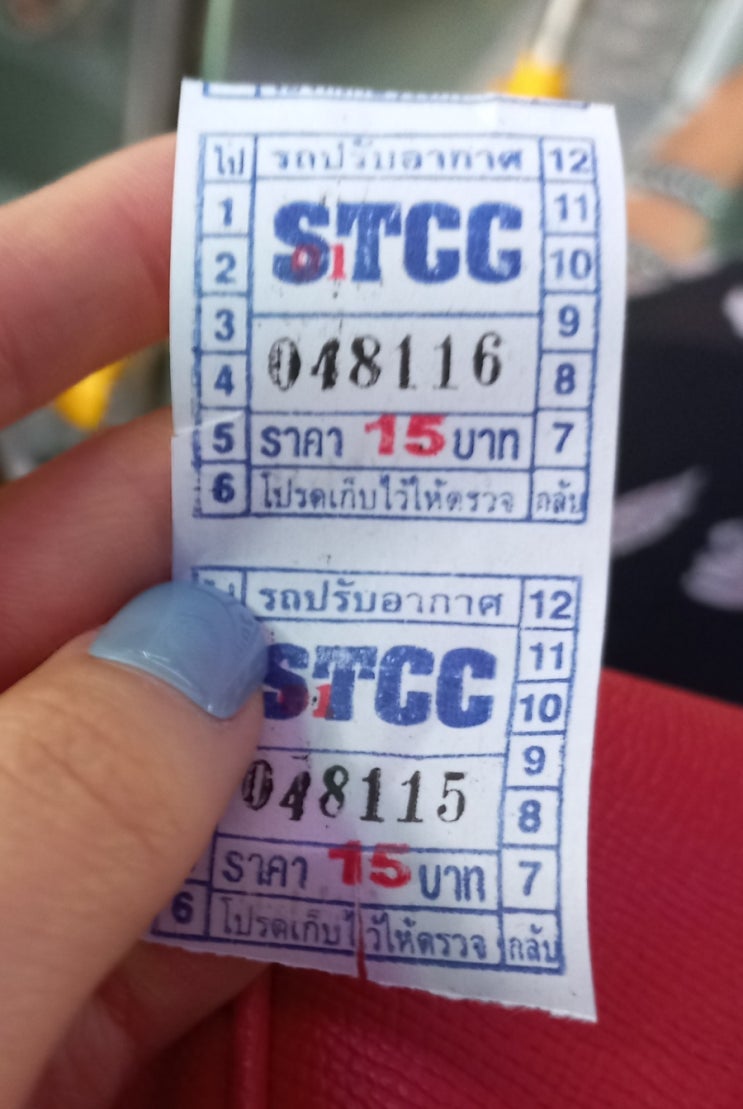 ไป รถปรับอากาศ 12
1 STCC 11
2 01 10
3 048116 9
4 8
5 ราคา 15 บาท 7
6 โปรดเก็บไว้ให้ตรวจ กลับ
รถปรับอากาศ 12
STCC 11
10
048115 9
8
ราคา 15 บาท 7
6 โปรดเก็บไว้ให้ตรวจ กลับ